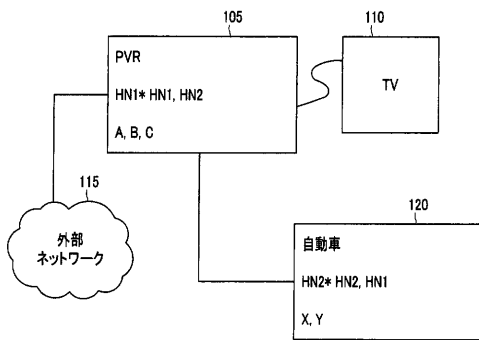 105
PVR
HN1* HN1, HN2
A, B, C
110
TV
115
外部
ネットワーク
120
自動車
HN2* HN2, HN1
X, Y